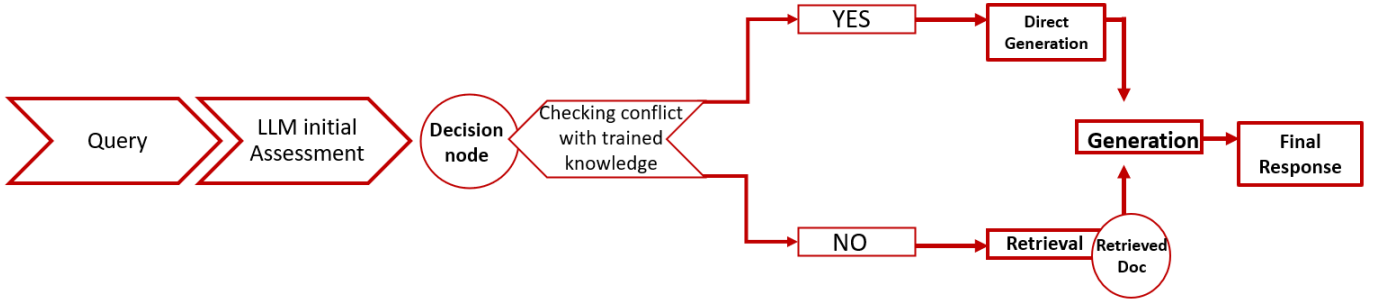 Query
LLM initial
Assessment
Decision
node
Checking conflict
with trained
knowledge
YES
Direct
Generation
NO
Retrieval
Retrieved
Doc
Generation
Final
Response